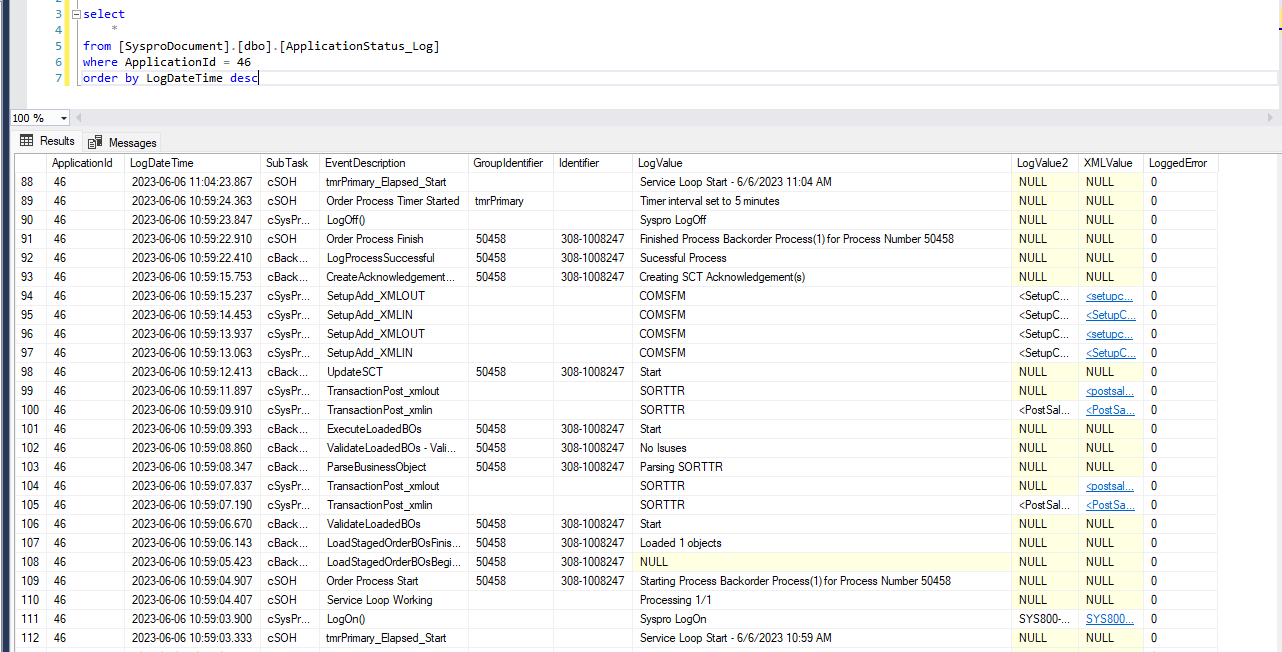 3 select
4 *
5 from [SysproDocument].[dbo].[ApplicationStatus_Log]
6 where ApplicationId = 46
7 order by LogDateTime desc
100 %
Results Messages
ApplicationId LogDateTime SubTask EventDescription GroupIdentifier Identifier LogValue LogValue2 XMLValue LoggedError
88 46 2023-06-06 11:04:23.867 cSOH tmrPrimary_Elapsed_Start Service Loop Start - 6/6/2023 11:04 AM NULL NULL 0
89 46 2023-06-06 10:59:24.363 cSOH Order Process Timer Started tmrPrimary Timer interval set to 5 minutes NULL NULL 0
90 46 2023-06-06 10:59:23.847 cSysPr... LogOff() Syspro LogOff NULL NULL 0
91 46 2023-06-06 10:59:22.910 cSOH Order Process Finish 50458 308-1008247 Finished Process Backorder Process(1) for Process Number 50458 NULL NULL 0
92 46 2023-06-06 10:59:22.410 cBack... LogProcessSuccessful 50458 308-1008247 Sucessful Process NULL NULL 0
93 46 2023-06-06 10:59:15.753 cBack... CreateAcknowledgement... 50458 308-1008247 Creating SCT Acknowledgement(s) NULL NULL 0
94 46 2023-06-06 10:59:15.237 cSysPr... SetupAdd_XMLOUT COMSFM <SetupC... <setupc... 0
95 46 2023-06-06 10:59:14.453 cSysPr... SetupAdd_XMLIN COMSFM <SetupC... <SetupC... 0
96 46 2023-06-06 10:59:13.937 cSysPr... SetupAdd_XMLOUT COMSFM <SetupC... <setupc... 0
97 46 2023-06-06 10:59:13.063 cSysPr... SetupAdd_XMLIN COMSFM <SetupC... <SetupC... 0
98 46 2023-06-06 10:59:12.413 cBack... UpdateSCT 50458 308-1008247 Start NULL NULL 0
99 46 2023-06-06 10:59:11.897 cSysPr... TransactionPost_xmlout SORTTR NULL <postsal... 0
100 46 2023-06-06 10:59:09.910 cSysPr... TransactionPost_xmlin SORTTR <PostSal... <PostSa... 0
101 46 2023-06-06 10:59:09.393 cBack... ExecuteLoadedBOs 50458 308-1008247 Start NULL NULL 0
102 46 2023-06-06 10:59:08.860 cBack... ValidateLoadedBOs - Vali... 50458 308-1008247 No Isuses NULL NULL 0
103 46 2023-06-06 10:59:08.347 cBack... ParseBusinessObject 50458 308-1008247 Parsing SORTTR NULL NULL 0
104 46 2023-06-06 10:59:07.837 cSysPr... TransactionPost_xmlout SORTTR NULL <postsal... 0
105 46 2023-06-06 10:59:07.190 cSysPr... TransactionPost_xmlin SORTTR <PostSal... <PostSa... 0
106 46 2023-06-06 10:59:06.670 cBack... ValidateLoadedBOs 50458 308-1008247 Start NULL NULL 0
107 46 2023-06-06 10:59:06.143 cBack... LoadStagedOrderBOsFinis... 50458 308-1008247 Loaded 1 objects NULL NULL 0
108 46 2023-06-06 10:59:05.423 cBack... LoadStagedOrderBOsBegi... 50458 308-1008247 NULL NULL NULL 0
109 46 2023-06-06 10:59:04.907 cSOH Order Process Start 50458 308-1008247 Starting Process Backorder Process(1) for Process Number 50458 NULL NULL 0
110 46 2023-06-06 10:59:04.407 cSOH Service Loop Working Processing 1/1 NULL NULL 0
111 46 2023-06-06 10:59:03.900 cSysPr... LogOn() Syspro LogOn SYS800-... SYS800... 0
112 46 2023-06-06 10:59:03.333 cSOH tmrPrimary_Elapsed_Start Service Loop Start - 6/6/2023 10:59 AM NULL NULL 0